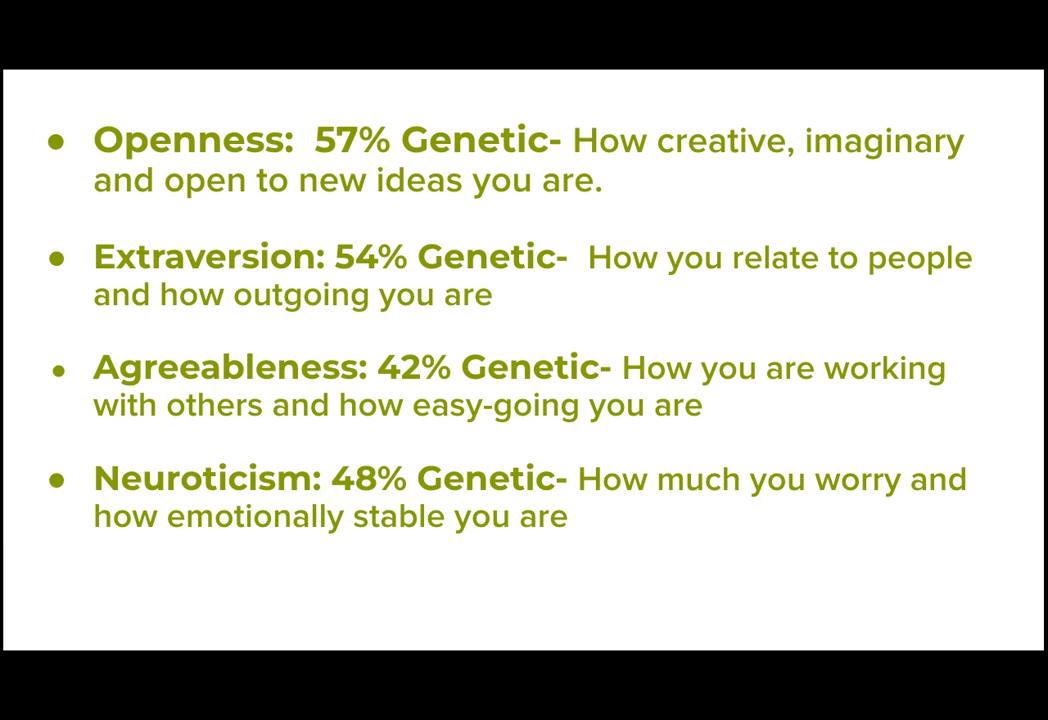 ● Openness:  57% Genetic- How creative, imaginary
and open to new ideas you are.
● Extraversion: 54% Genetic-  How you relate to people
and how outgoing you are
● Agreeableness: 42% Genetic- How you are working
with others and how easy-going you are
● Neuroticism: 48% Genetic- How much you worry and
how emotionally stable you are